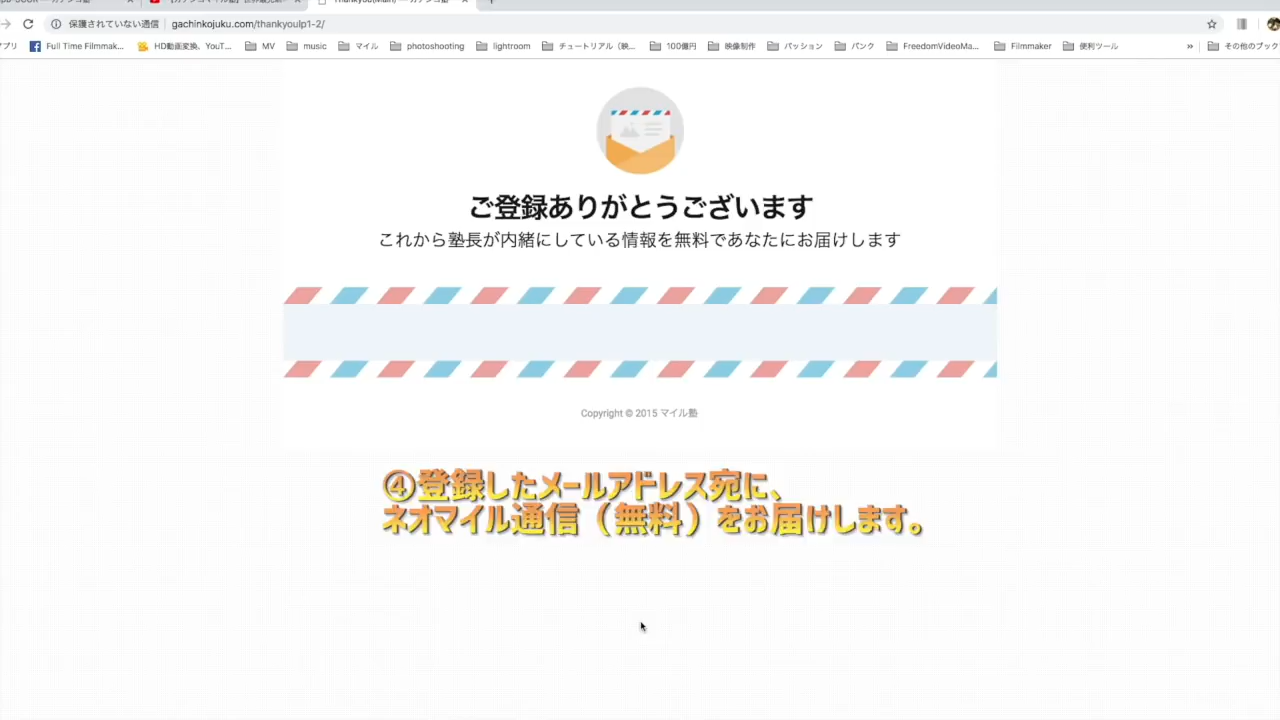 保護されていない通信
gachinkojuku.com/thankyoulp1-2/
アプリ
Full Time Filmmak...
HD動画変換、YouT...
MV
music
マイル
photoshooting
lightroom
チュートリアル（映...
100億円
映像制作
パッション
パンク
FreedomVideoMa...
Filmmaker
便利ツール
»
その他のブック
ご登録ありがとうございます
これから塾長が内緒にしている情報を無料であなたにお届けします
Copyright © 2015 マイル塾
④登録したメールアドレス宛に、
ネオマイル通信（無料）をお届けします。